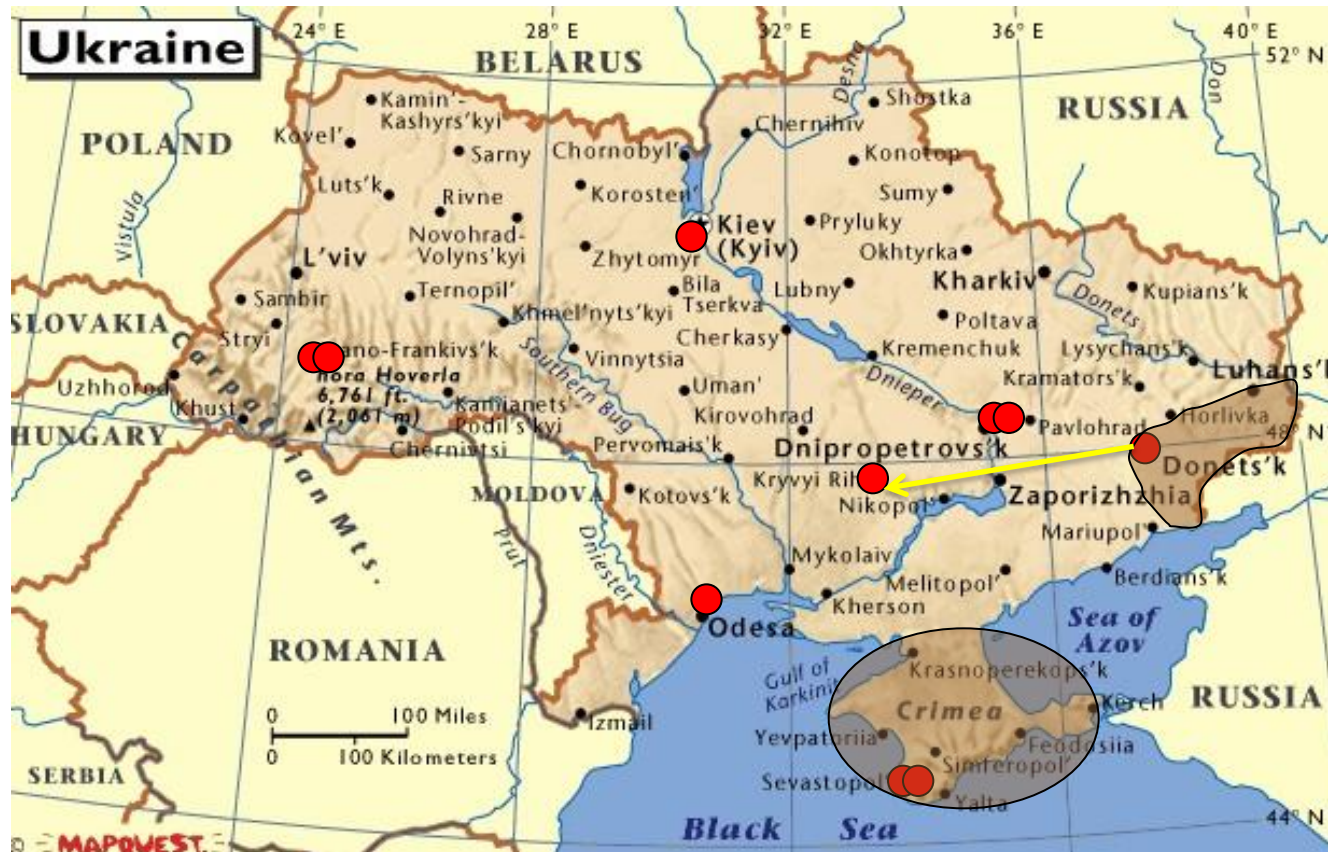 Ukraine
24° E
28° E
32° E
36° E
40° E
52° N
BELARUS
Desna
Don
Kamin'-
Kashyrs'kyi
Shostka
RUSSIA
POLAND
Kovel'
Chernihiv
Sarny
Chornobyl'
Konotop
Luts'k
Rivne
Korosten'
Sumy
Vistula
Novohrad-
Volyns'kyi
Kiev
(Kyiv)
Pryluky
Okhtyrka
L'viv
Zhytomyr
Kharkiv
Sambir
Ternopil'
Bila
Tserkva
Lubny
Donets
Kupians'k
SLOVAKIA
Stryi
Khmel'nyts'kyi
Cherkasy
Poltava
Vinnytsia
Kremenchuk
Lysychans'k
ano-Frankivs'k
Hora Hoverla
6,761 ft.
(2,061 m)
Southern Bug
Dnieper
Kramators'k
Luhans'k
Uzhhorod
Uman'
Khust
Kamianets'-
Podil's'kyi
Kirovohrad
Pavlohrad
Horlivka
48° N
HUNGARY
Carpathian Mts.
Chernivtsi
Pervomais'k
Dnipropetrovs'k
Donets'k
MOLDOVA
Kotovs'k
Kryvyi Rih
Nikopol'
Zaporizhzhia
Mariupol'
Prut
Dniester
Mykolaiv
Melitopol'
Berdians'k
Kherson
Odesa
Sea of
Azov
ROMANIA
Gulf of
Karkinit
Krasnoperekops'k
RUSSIA
0 100 Miles
0 100 Kilometers
Izmail
Crimea
Kerch
Yevpatoriia
Feodosiia
SERBIA
Simferopol'
Sevastopol'
Yalta
Black Sea
44° N
MAPQUEST